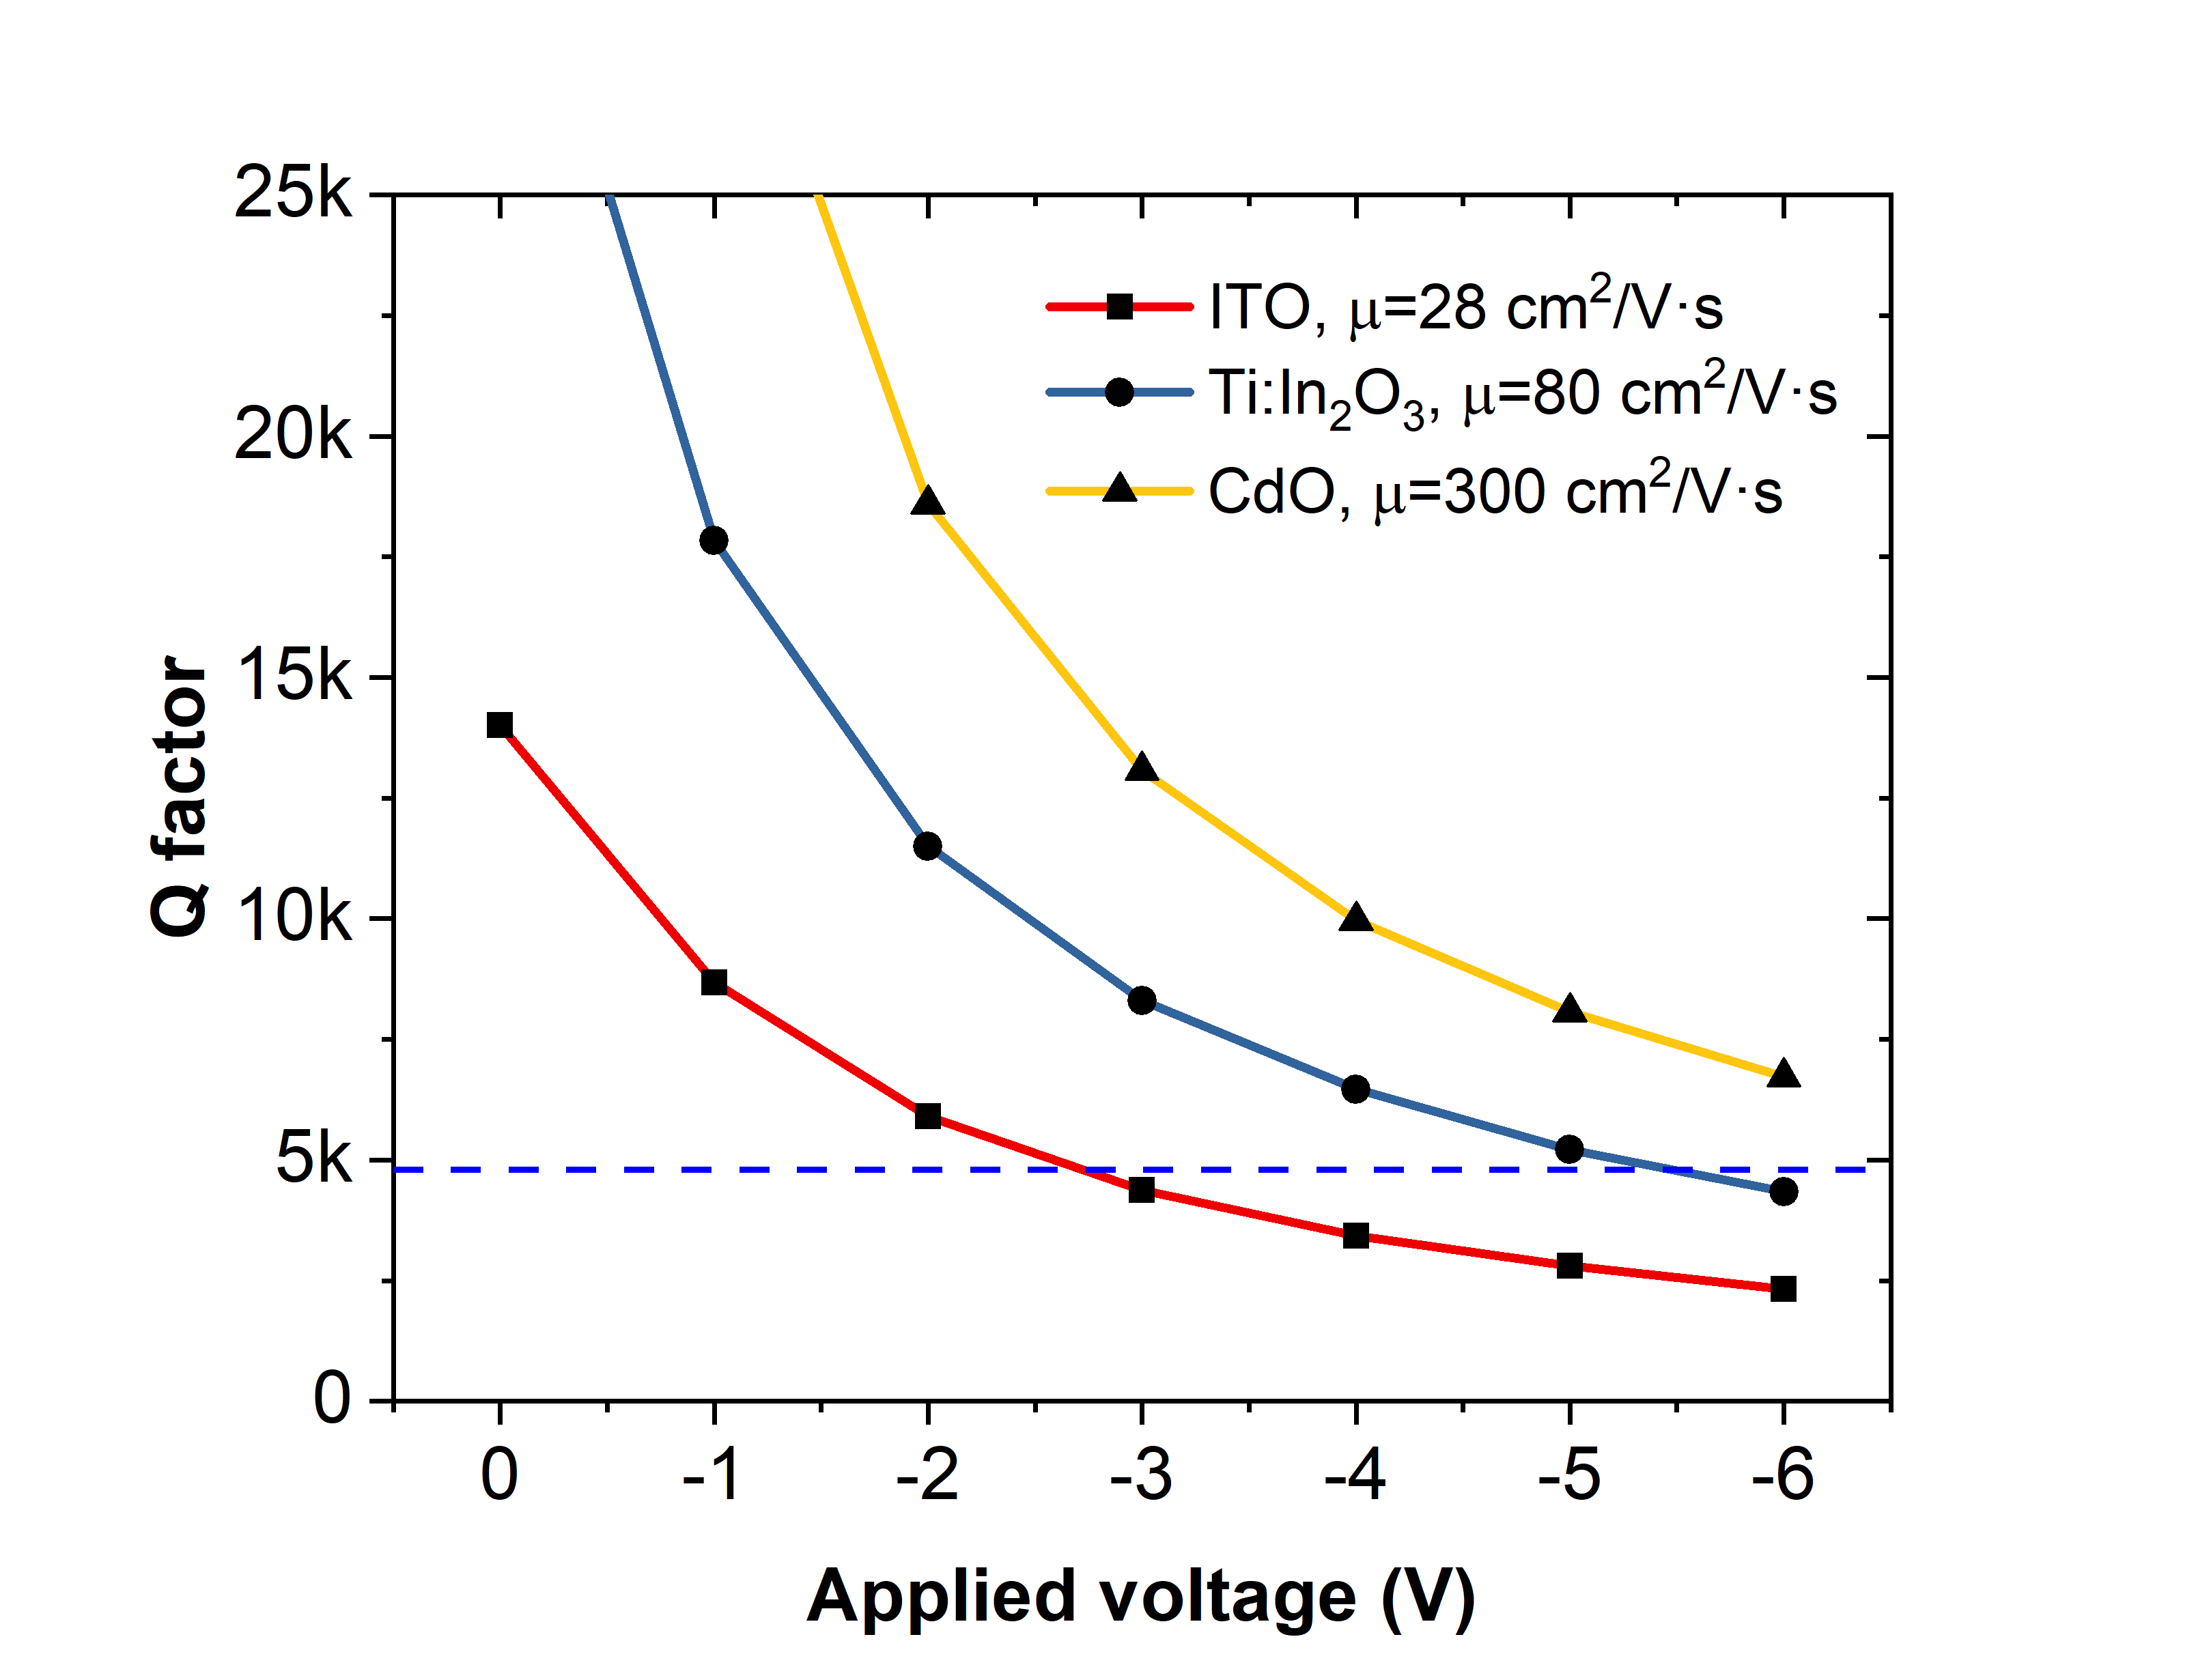 25k
20k
15k
10k
5k
0
Q factor
ITO, μ=28 cm²/V·s
Ti:In₂O₃, μ=80 cm²/V·s
CdO, μ=300 cm²/V·s
0 -1 -2 -3 -4 -5 -6
Applied voltage (V)